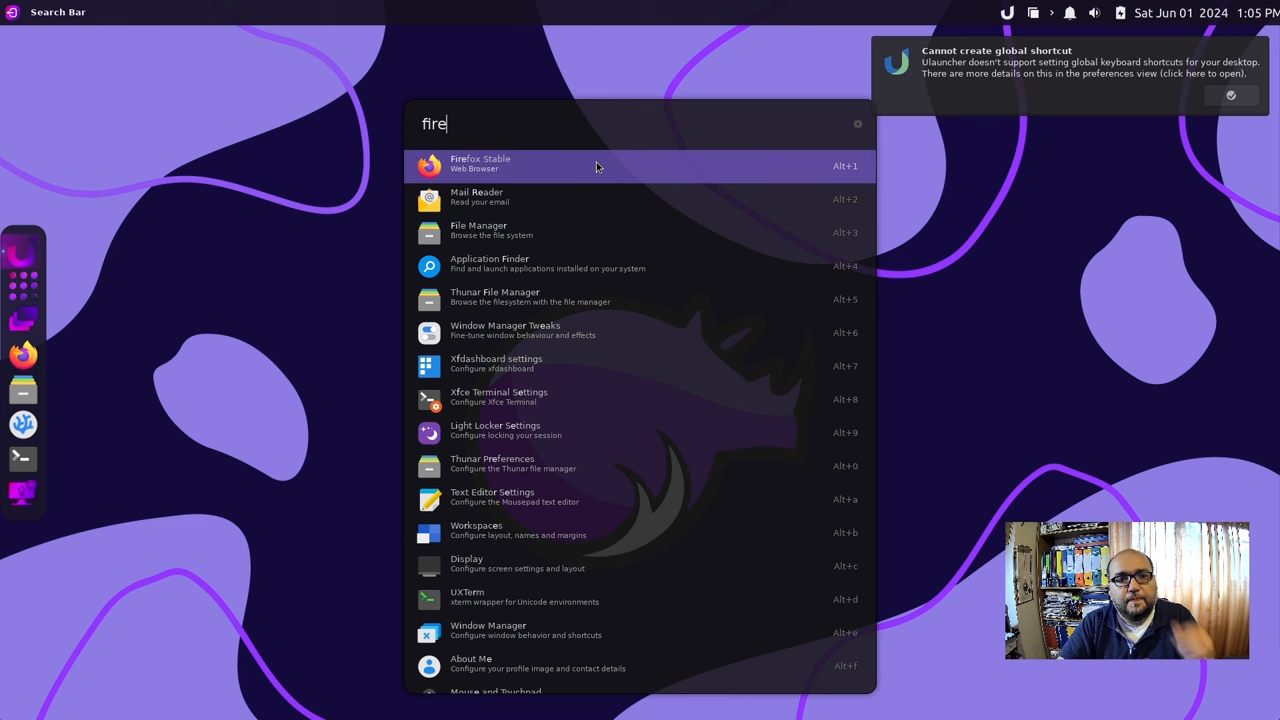 Search Bar
Sat Jun 01 2024 1:05 PM
Cannot create global shortcut
Ulauncher doesn't support setting global keyboard shortcuts for your desktop.
There are more details on this in the preferences view (click here to open).
fire
Firefox Stable
Web Browser
Alt+1
Mail Reader
Read your email
Alt+2
File Manager
Browse the file system
Alt+3
Application Finder
Find and launch applications installed on your system
Alt+4
Thunar File Manager
Browse the filesystem with the file manager
Alt+5
Window Manager Tweaks
Fine-tune window behaviour and effects
Alt+6
Xfdashboard settings
Configure xfdashboard
Alt+7
Xfce Terminal Settings
Configure Xfce Terminal
Alt+8
Light Locker Settings
Configure locking your session
Alt+9
Thunar Preferences
Configure the Thunar file manager
Alt+0
Text Editor Settings
Configure the Mousepad text editor
Alt+a
Workspaces
Configure layout, names and margins
Alt+b
Display
Configure screen settings and layout
Alt+c
UXTerm
xterm wrapper for Unicode environments
Alt+d
Window Manager
Configure window behavior and shortcuts
Alt+e
About Me
Configure your profile image and contact details
Alt+f
Mouse and Touchpad